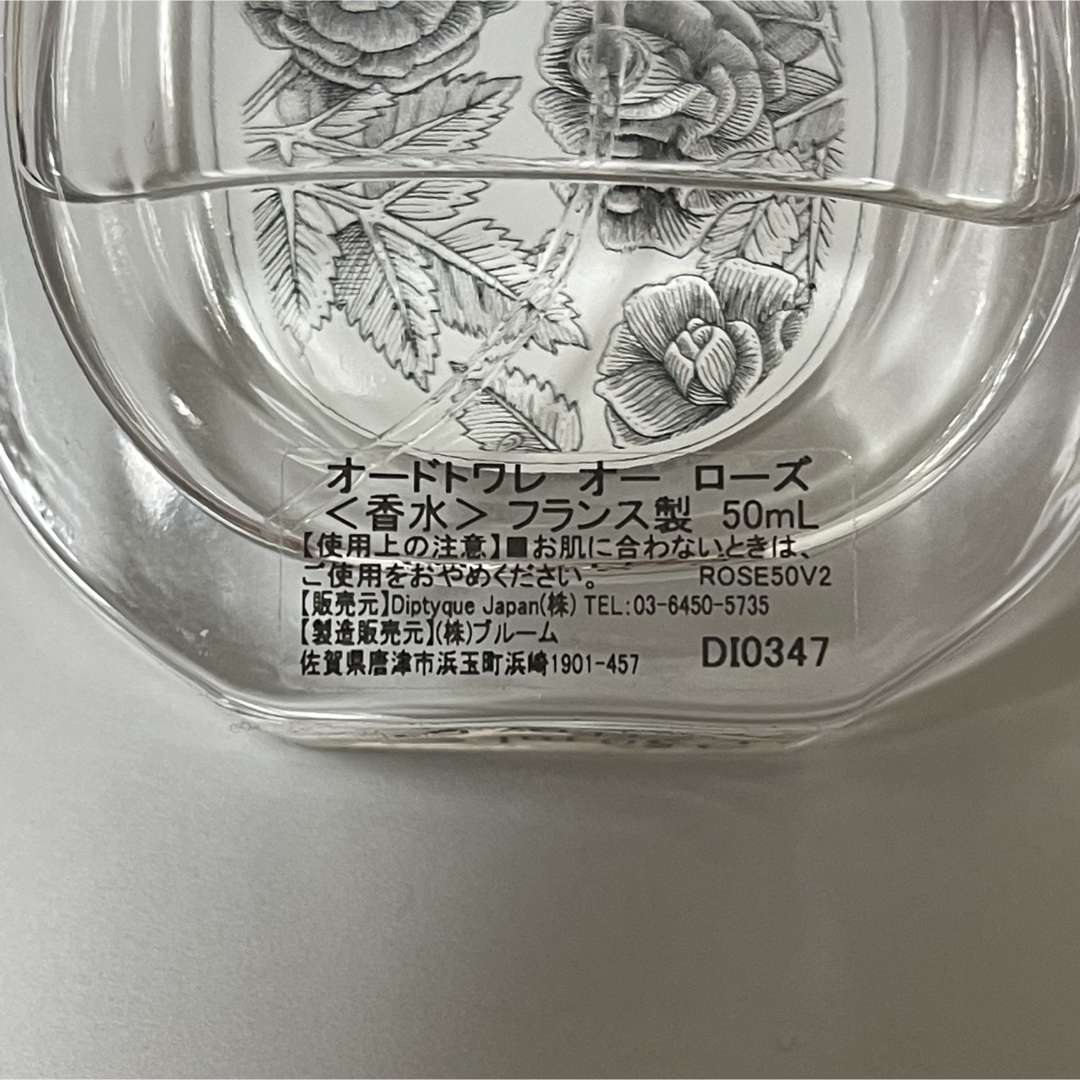 オードトワレ オー ローズ
＜香水＞ フランス製 50mL
【使用上の注意】■お肌に合わないときは、
ご使用をおやめください。 ROSE50V2
【販売元】Diptyque Japan(株) TEL:03-6450-5735
【製造販売元】(株)ブルーム
佐賀県唐津市浜玉町浜崎1901-457 DI0347